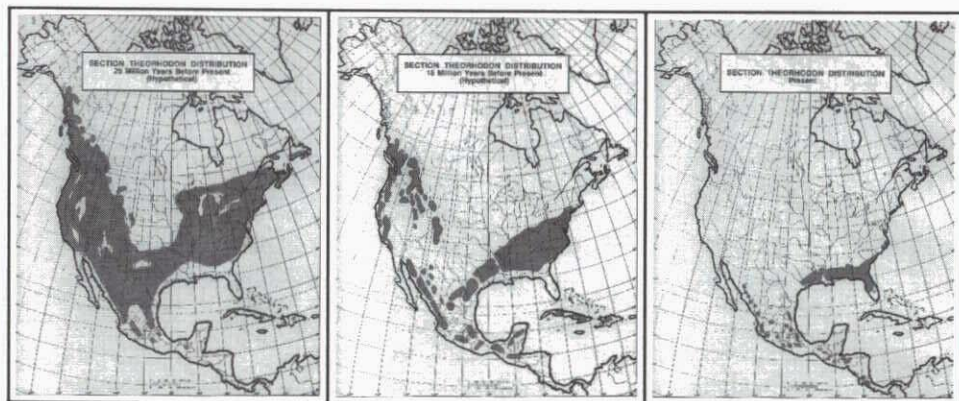 SECTION THEORHODON DISTRIBUTION
25 Million Years Before Present
(Hypothetical)
SECTION THEORHODON DISTRIBUTION
Million Years Before Present
(Hypothetical)
SECTION THEORHODON DISTRIBUTION
Present